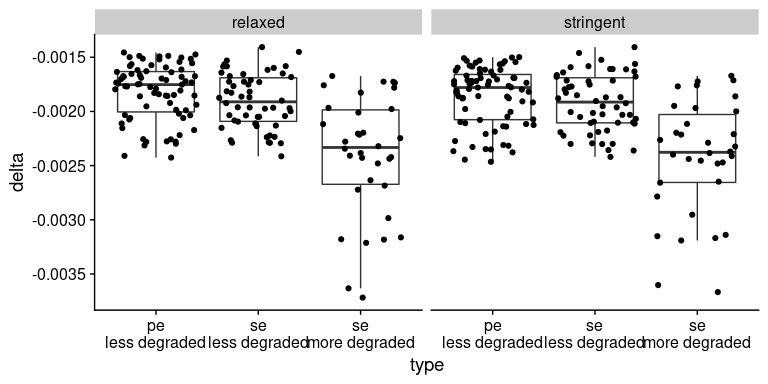 relaxed stringent
-0.0015
-0.0020
-0.0025
-0.0030
-0.0035
delta
pe se se pe se se
less degraded less degraded more degraded less degraded less degraded more degraded
type